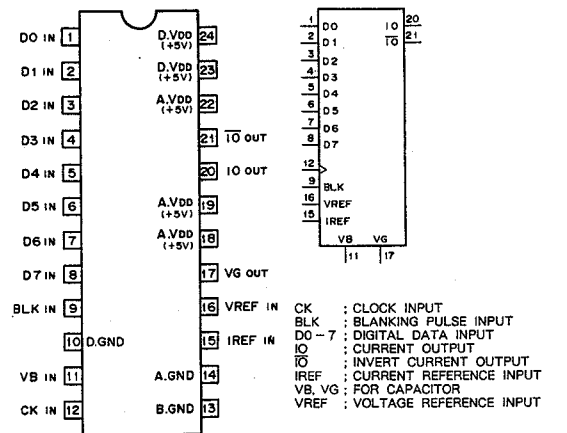 D0 IN 1
D1 IN 2
D2 IN 3
D3 IN 4
D4 IN 5
D5 IN 6
D6 IN 7
D7 IN 8
BLK IN 9
10 D.GND
VB IN 11
CK IN 12
D.VDD 24
(+5V)
D.VDD 23
(+5V)
A.VDD 22
(+5V)
21 IO OUT
20 IO OUT
A.VDD 19
(+5V)
A.VDD 18
(+5V)
17 VG OUT
16 VREF IN
15 IREF IN
A.GND 14
B.GND 13
1 D0 IO 20
2 D1 IO 21
3 D2
4 D3
5 D4
6 D5
7 D6
8 D7
12
9 BLK
16 VREF
15 IREF
VB VG
11 17
CK ; CLOCK INPUT
BLK ; BLANKING PULSE INPUT
D0-7 ; DIGITAL DATA INPUT
IO ; CURRENT OUTPUT
IO ; INVERT CURRENT OUTPUT
IREF ; CURRENT REFERENCE INPUT
VB, VG ; FOR CAPACITOR
VREF ; VOLTAGE REFERENCE INPUT